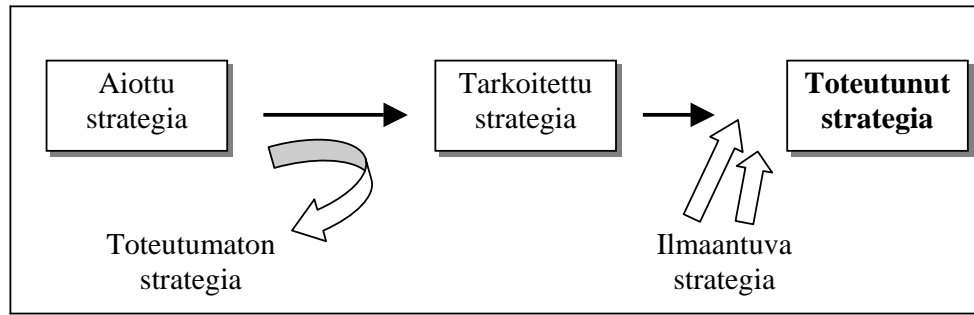 Aiottu
strategia
Tarkoitettu
strategia
Toteutunut
strategia
Toteutumaton
strategia
Ilmaantuva
strategia